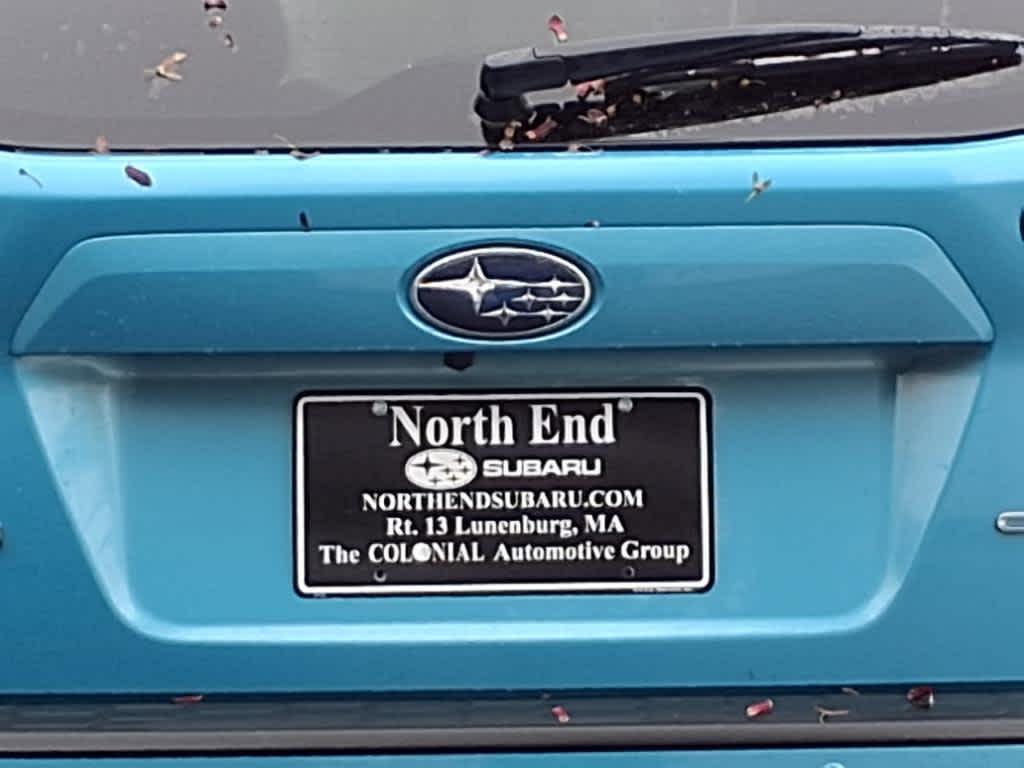 North End
SUBARU
NORTHENDSUBARU.COM
Rt. 13 Lunenburg, MA
The COLONIAL Automotive Group